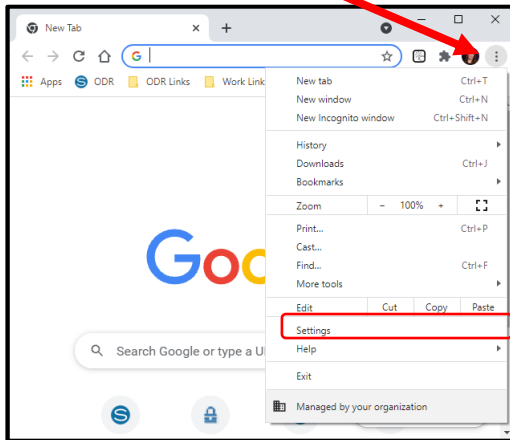 New Tab
G
Apps ODR ODR Links Work Link
New tab Ctrl+T
New window Ctrl+N
New Incognito window Ctrl+Shift+N
History
Downloads Ctrl+J
Bookmarks
Zoom - 100% +
Print... Ctrl+P
Cast...
Find... Ctrl+F
More tools
Edit Cut Copy Paste
Settings
Help
Exit
Managed by your organization
Goo
Search Google or type a U
S S